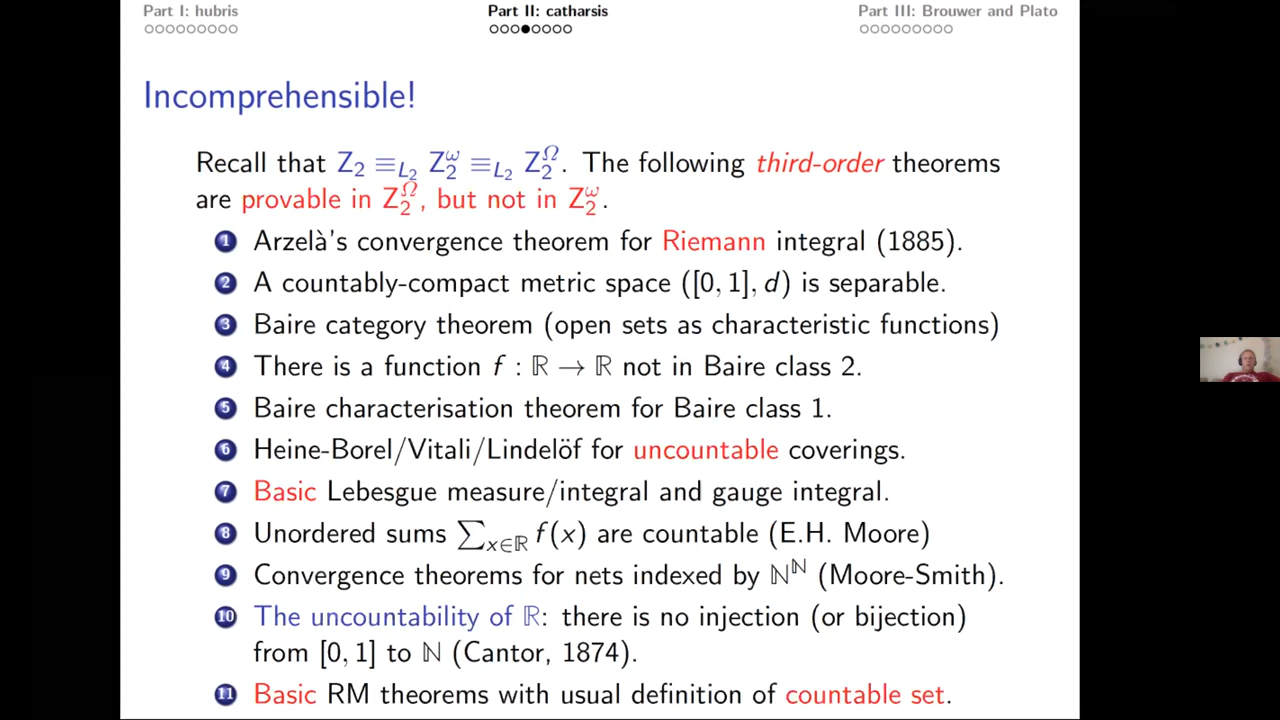 Part I: hubris Part II: catharsis Part III: Brouwer and Plato
Incomprehensible!
Recall that Z₂ ≡_{L₂} Z₂^ω ≡_{L₂} Z₂^Ω. The following third-order theorems
are provable in Z₂^Ω, but not in Z₂^ω.
1 Arzelà's convergence theorem for Riemann integral (1885).
2 A countably-compact metric space ([0, 1], d) is separable.
3 Baire category theorem (open sets as characteristic functions)
4 There is a function f : ℝ → ℝ not in Baire class 2.
5 Baire characterisation theorem for Baire class 1.
6 Heine-Borel/Vitali/Lindelöf for uncountable coverings.
7 Basic Lebesgue measure/integral and gauge integral.
8 Unordered sums ∑_{x∈ℝ} f(x) are countable (E.H. Moore)
9 Convergence theorems for nets indexed by ℕ^ℕ (Moore-Smith).
10 The uncountability of ℝ: there is no injection (or bijection)
from [0, 1] to ℕ (Cantor, 1874).
11 Basic RM theorems with usual definition of countable set.